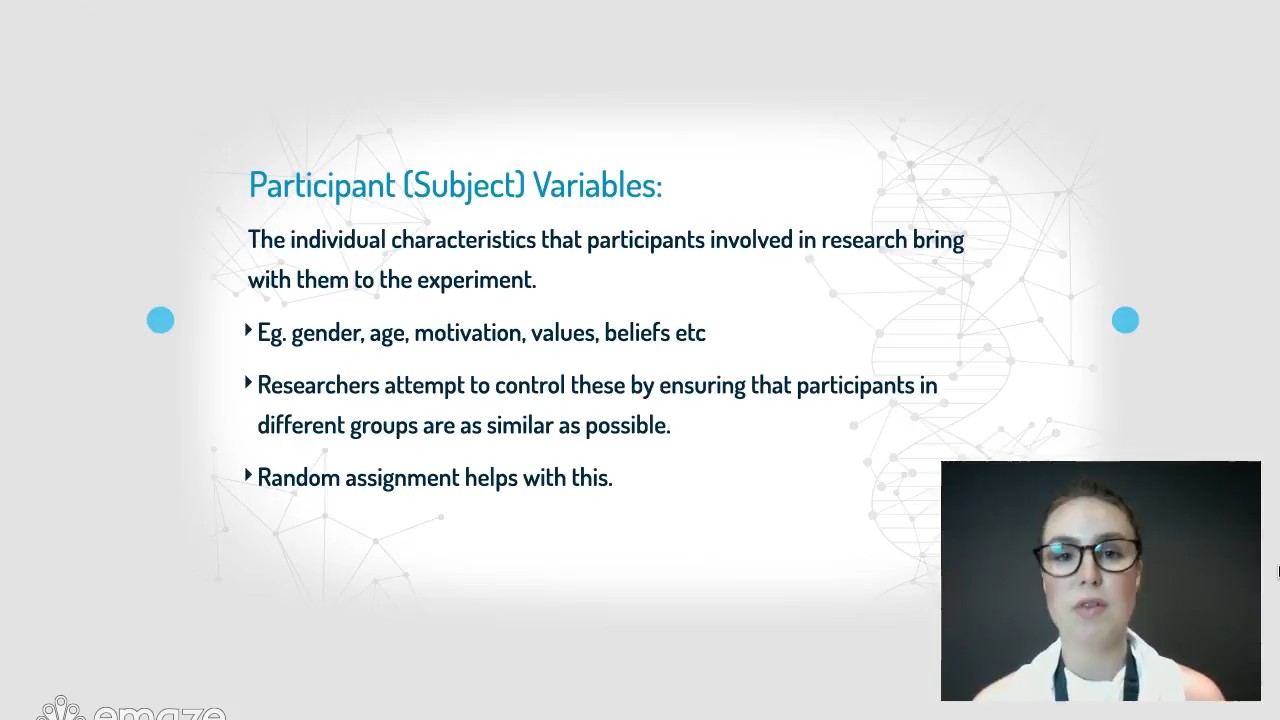 Participant (Subject) Variables:
The individual characteristics that participants involved in research bring
with them to the experiment.
Eg. gender, age, motivation, values, beliefs etc
Researchers attempt to control these by ensuring that participants in
different groups are as similar as possible.
Random assignment helps with this.
emaze